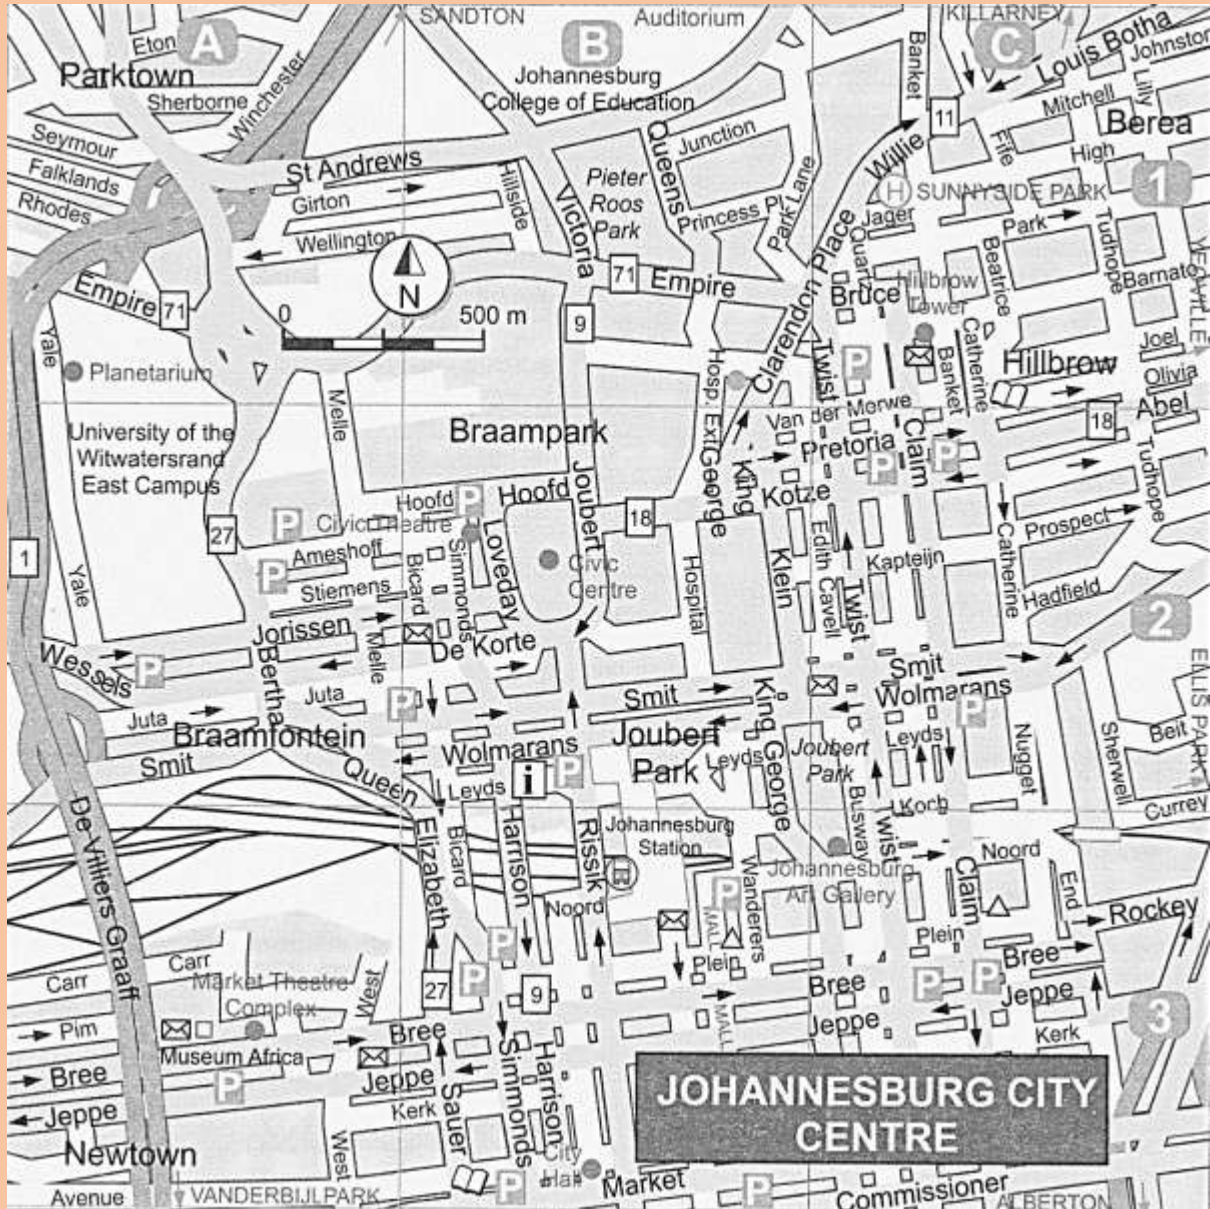 SANDTON
Auditorium
KILLARNEY
Eton
A
B
C
Louis Botha
Johnston
Parktown
Johannesburg
College of Education
Banket
Sherborne
Winchester
Mitchell
Lilly
Berea
Seymour
11
Queens
Junction
Willie
Fife
High
Falklands
St Andrews
Pieter
Roos
Park
H
SUNNYSIDE PARK
1
Rhodes
Girton
Hillside
Victoria
Princess Pl
Park Lane
Jager
Park
Tudhope
Wellington
Quartz
Beatrice
YEOVILLE
Empire
71
N
71
Empire
Clarendon Place
Bruce
Hillbrow
Tower
Barnato
0
500 m
9
Yale
Planetarium
Twist
P
Banket
Catherine
Hillbrow
Joel
Olivia
Melle
Hosp. Ext
Van der Merwe
Abel
18
University of the
Witwatersrand
East Campus
Braampark
Pretoria
Claim
P
P
Tudhope
Hoofd
P
Hoofd
Joubert
George
King
Kotze
27
P
Civic Theatre
18
Prospect
1
Ameshoff
Loveday
Simmonds
Civic
Centre
Edith Cavell
Kapteijn
Catherine
P
Stiemens
Bicard
Hospital
Klein
Twist
Hadfield
Yale
Jorissen
Melle
De Korte
2
Wessels
P
Bertha
Smit
ELLIS PARK
Juta
P
Smit
Wolmarans
Juta
King George
P
Braamfontein
Wolmarans
Joubert
Park
Leyds
Joubert
Park
Leyds
Nugget
Sherwell
Beit
Smit
Queen
Elizabeth
Leyds
i
P
Koch
Currey
De Villiers Graaff
Bicard
Harrison
Rissik
Johannesburg
Station
Busway
Twist
Johannesburg
Art Gallery
Claim
Noord
End
Noord
P
MALL
Wanderers
Rockey
Carr
Carr
Market Theatre
Complex
West
P
P
Plein
Plein
Bree
27
9
Bree
P
P
Jeppe
3
Pim
Museum Africa
Bree
MALL
Jeppe
Kerk
Bree
P
Jeppe
Simmonds
Harrison
JOHANNESBURG CITY
CENTRE
Jeppe
Kerk
Sauer
Newtown
West
City
Hall
Avenue
VANDERBIJLPARK
P
Market
P
Commissioner
ALBERTON